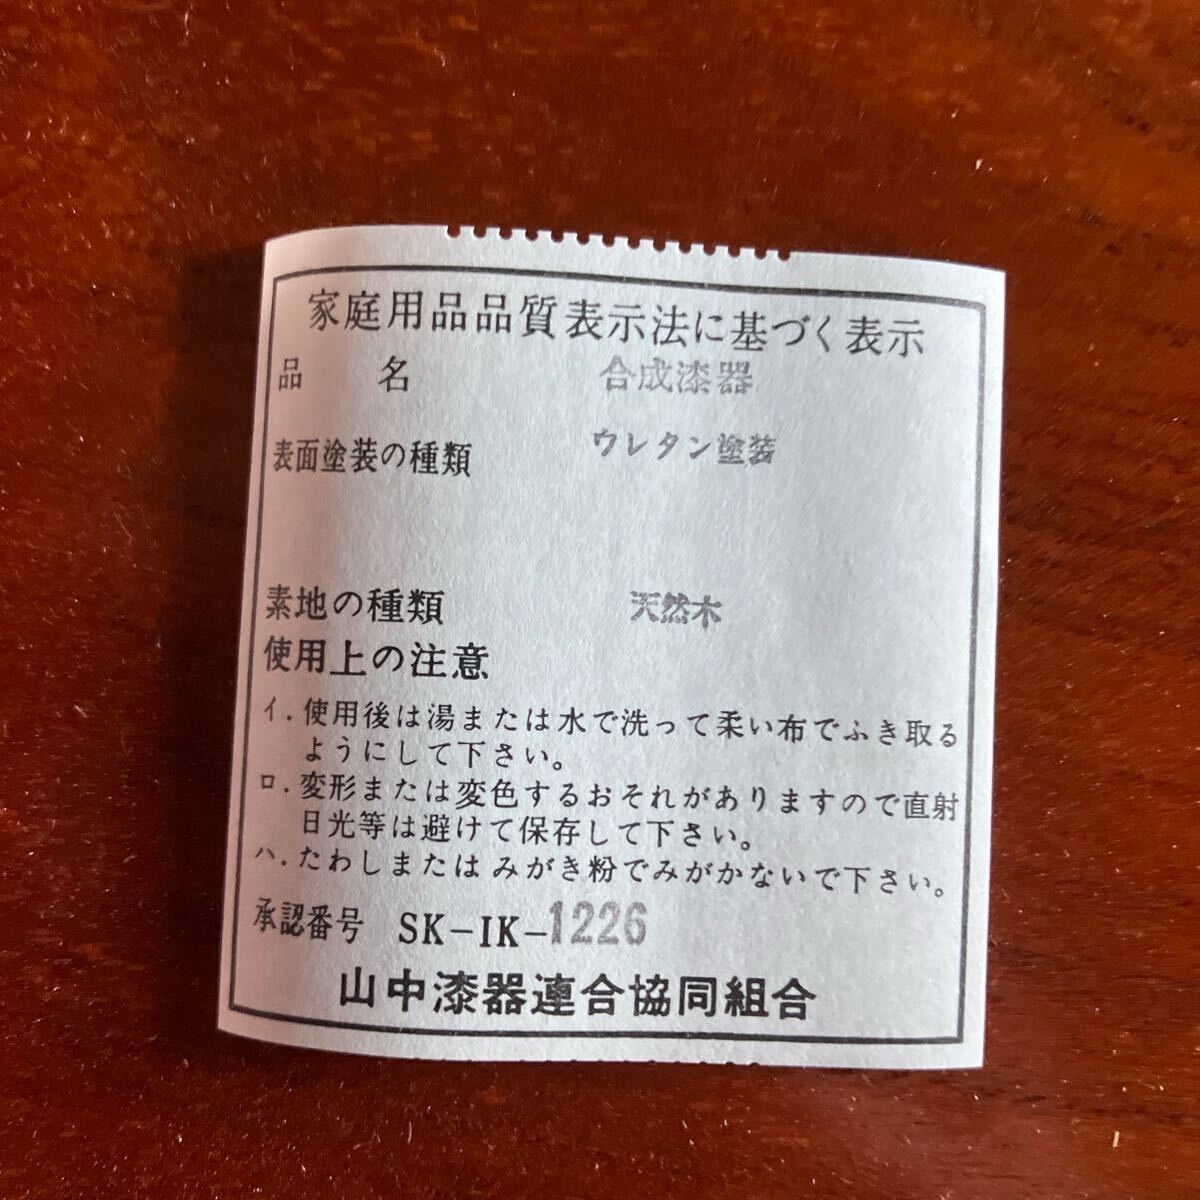 家庭用品品質表示法に基づく表示
品　名　合成漆器
表面塗装の種類　ウレタン塗装
素地の種類　天然木
使用上の注意
イ. 使用後は湯または水で洗って柔い布でふき取る
ようにして下さい。
ロ. 変形または変色するおそれがありますので直射
日光等は避けて保存して下さい。
ハ. たわしまたはみがき粉でみがかないで下さい。
承認番号　SK-IK-1226
山中漆器連合協同組合